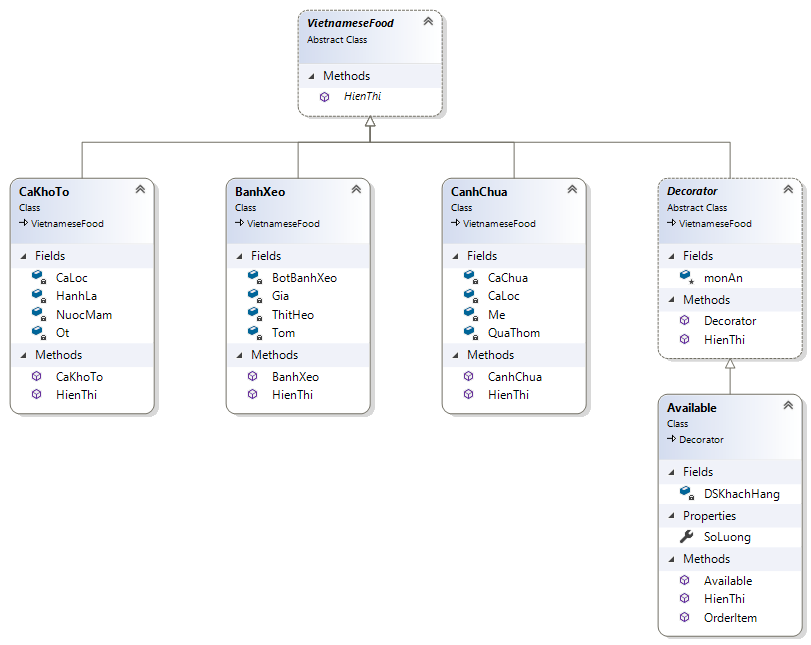 VietnameseFood
Abstract Class
Methods
HienThi
CaKhoTo
Class
VietnameseFood
Fields
CaLoc
HanhLa
NuocMam
Ot
Methods
CaKhoTo
HienThi
BanhXeo
Class
VietnameseFood
Fields
BotBanhXeo
Gia
ThitHeo
Tom
Methods
BanhXeo
HienThi
CanhChua
Class
VietnameseFood
Fields
CaChua
CaLoc
Me
QuaThom
Methods
CanhChua
HienThi
Decorator
Abstract Class
VietnameseFood
Fields
monAn
Methods
Decorator
HienThi
Available
Class
Decorator
Fields
DSKhachHang
Properties
SoLuong
Methods
Available
HienThi
OrderItem